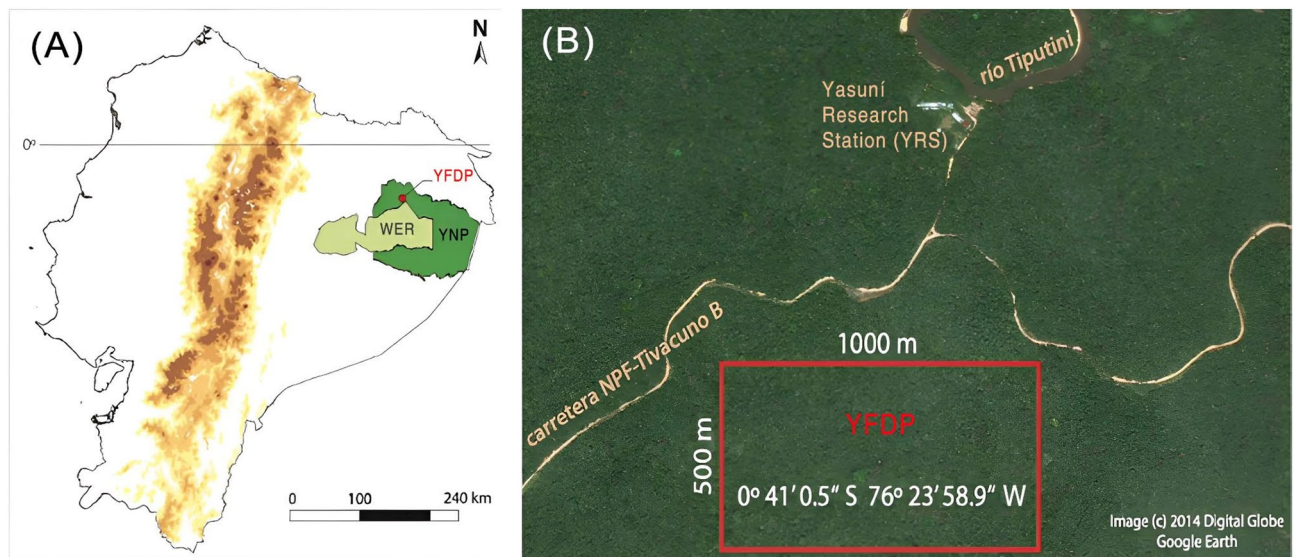 (A)
N
0º
YFDP
WER
YNP
0 100 240 km
(B)
río Tiputini
Yasuní
Research
Station (YRS)
carretera NPF-Tivacuno B
1000 m
500 m
YFDP
0º 41' 0.5" S 76º 23' 58.9" W
Image (c) 2014 Digital Globe
Google Earth